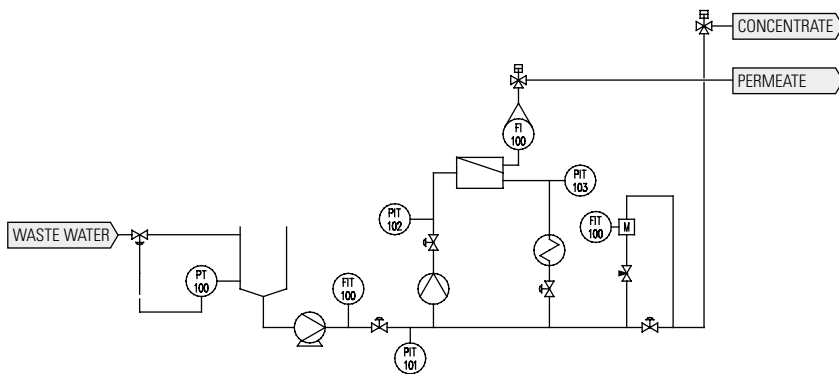 CONCENTRATE
PERMEATE
FI
100
PIT
103
PIT
102
FIT
100
M
WASTE WATER
PT
100
FIT
100
PIT
101